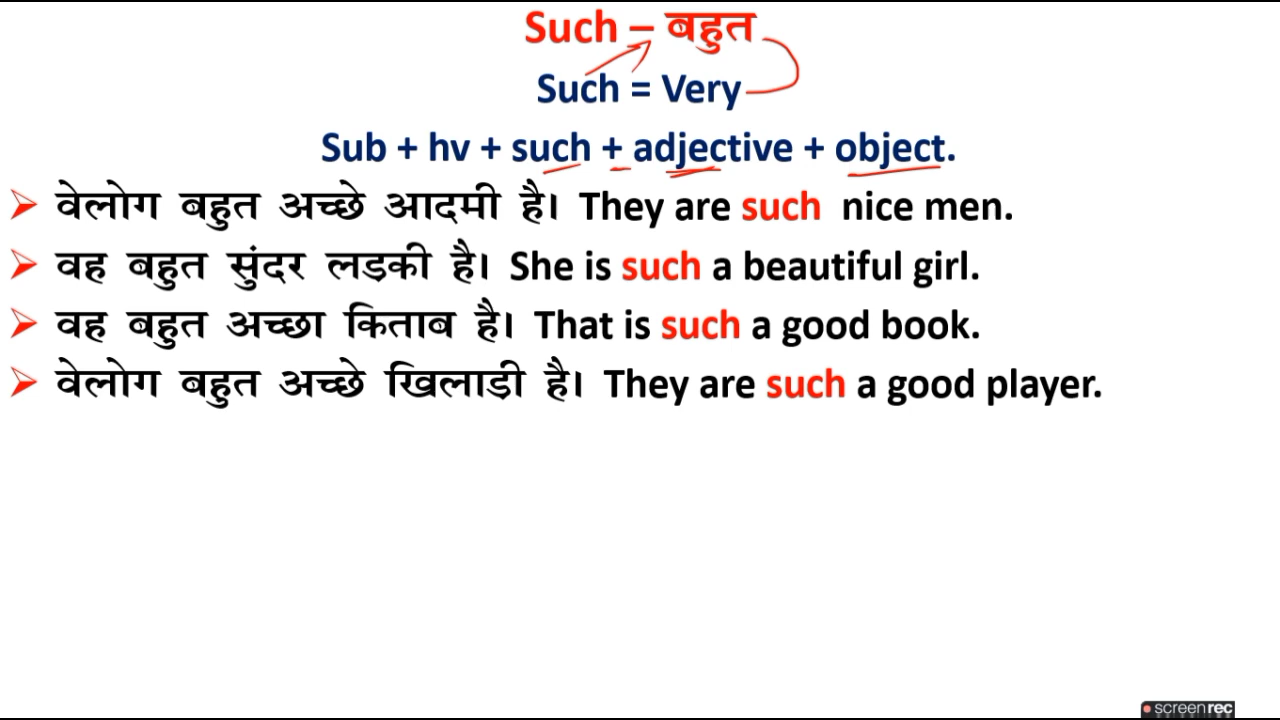 Such – बहुत
Such = Very
Sub + hv + such + adjective + object.
वेलोग बहुत अच्छे आदमी है। They are such nice men.
वह बहुत सुंदर लड़की है। She is such a beautiful girl.
वह बहुत अच्छा किताब है। That is such a good book.
वेलोग बहुत अच्छे खिलाड़ी है। They are such a good player.
screenrec